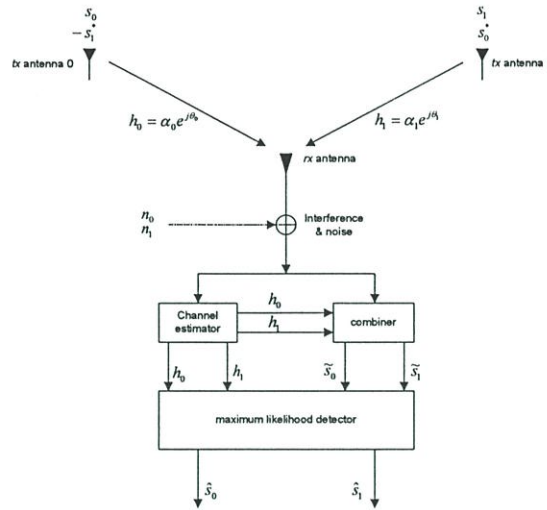 s₀ s₁
−s₁* s₀*
tx antenna 0 tx antenna
h₀ = α₀e^{jθ₀} h₁ = α₁e^{jθ₁}
rx antenna
n₀
n₁
Interference
& noise
h₀
Channel
estimator
h₁
combiner
h₀ h₁ s̃₀ s̃₁
maximum likelihood detector
ŝ₀ ŝ₁